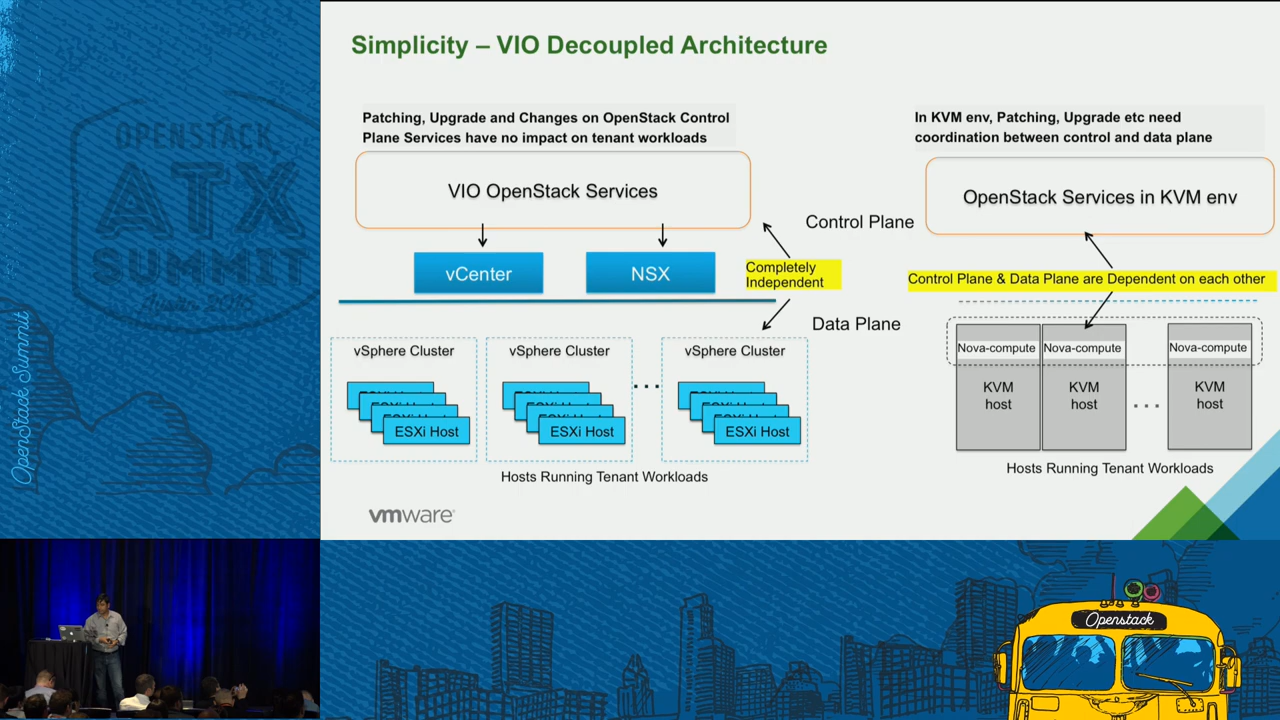 OPENSTACK
ATX
SUMMIT
Austin
OpenStack Summit
Simplicity – VIO Decoupled Architecture
Patching, Upgrade and Changes on OpenStack Control
Plane Services have no impact on tenant workloads
VIO OpenStack Services
vCenter
NSX
Control Plane
Completely
Independent
Data Plane
vSphere Cluster
vSphere Cluster
vSphere Cluster
ESXi Host
ESXi Host
ESXi Host
...
Hosts Running Tenant Workloads
In KVM env, Patching, Upgrade etc need
coordination between control and data plane
OpenStack Services in KVM env
Control Plane & Data Plane are Dependent on each other
Nova-compute
Nova-compute
Nova-compute
KVM
host
KVM
host
...
KVM
host
Hosts Running Tenant Workloads
vmware
Openstack